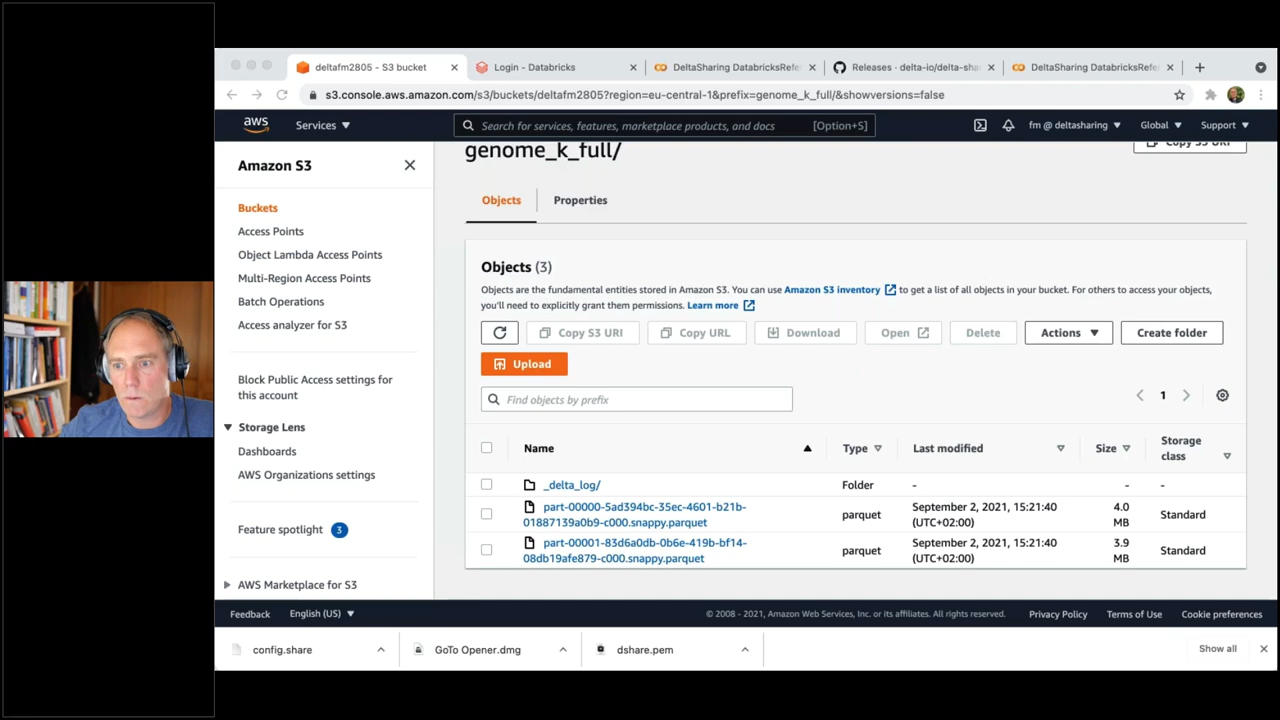 deltafm2805 - S3 bucket
Login - Databricks
DeltaSharing DatabricksRefe
Releases · delta-io/delta-sha
DeltaSharing DatabricksRefe
s3.console.aws.amazon.com/s3/buckets/deltafm2805?region=eu-central-1&prefix=genome_k_full/&showversions=false
aws
Services
Search for services, features, marketplace products, and docs
[Option+S]
fm @ deltasharing
Global
Support
Amazon S3
Buckets
Access Points
Object Lambda Access Points
Multi-Region Access Points
Batch Operations
Access analyzer for S3
Block Public Access settings for
this account
Storage Lens
Dashboards
AWS Organizations settings
Feature spotlight 3
AWS Marketplace for S3
genome_k_full/
Copy S3 URI
Objects
Properties
Objects (3)
Objects are the fundamental entities stored in Amazon S3. You can use Amazon S3 inventory to get a list of all objects in your bucket. For others to access your objects,
you'll need to explicitly grant them permissions. Learn more
Copy S3 URI
Copy URL
Download
Open
Delete
Actions
Create folder
Upload
Find objects by prefix
1
Name
Type
Last modified
Size
Storage
class
_delta_log/
Folder
-
-
-
part-00000-5ad394bc-35ec-4601-b21b-
01887139a0b9-c000.snappy.parquet
parquet
September 2, 2021, 15:21:40
(UTC+02:00)
4.0
MB
Standard
part-00001-83d6a0db-0b6e-419b-bf14-
08db19afe879-c000.snappy.parquet
parquet
September 2, 2021, 15:21:40
(UTC+02:00)
3.9
MB
Standard
Feedback
English (US)
© 2008 - 2021, Amazon Web Services, Inc. or its affiliates. All rights reserved.
Privacy Policy
Terms of Use
Cookie preferences
config.share
GoTo Opener.dmg
dshare.pem
Show all